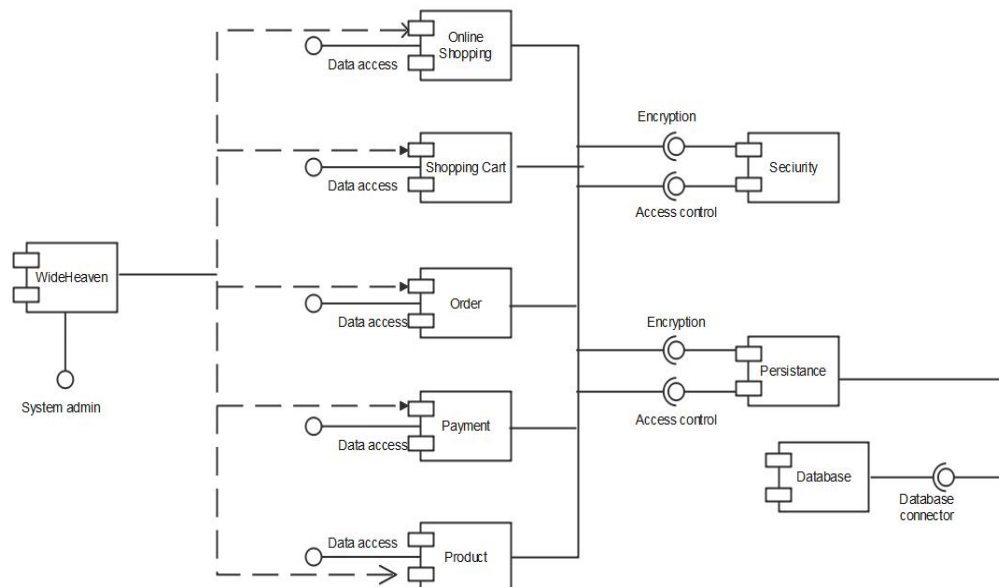 Online
Shopping
Data access
Encryption
Shopping Cart
Seciurity
Data access
Access control
WideHeaven
Order
Data access
Encryption
Persistance
System admin
Access control
Payment
Data access
Database
Database
connector
Data access
Product